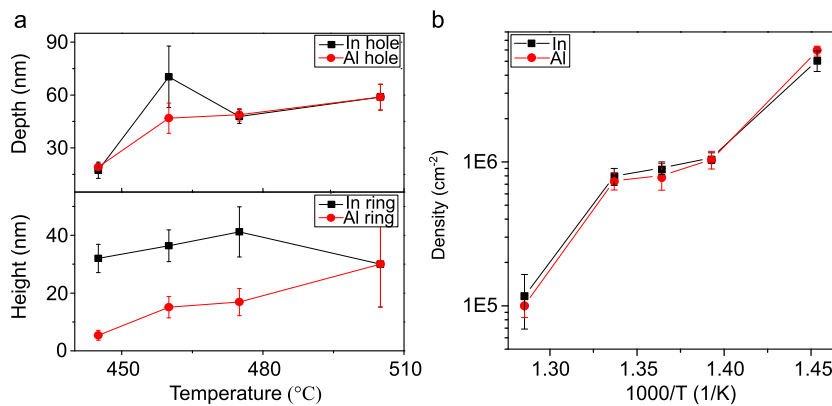 a
In hole
Al hole
90
60
30
Depth (nm)
In ring
Al ring
60
40
20
0
Height (nm)
450
480
510
Temperature (°C)
b
In
Al
1E6
1E5
Density (cm⁻²)
1.30
1.35
1.40
1.45
1000/T (1/K)